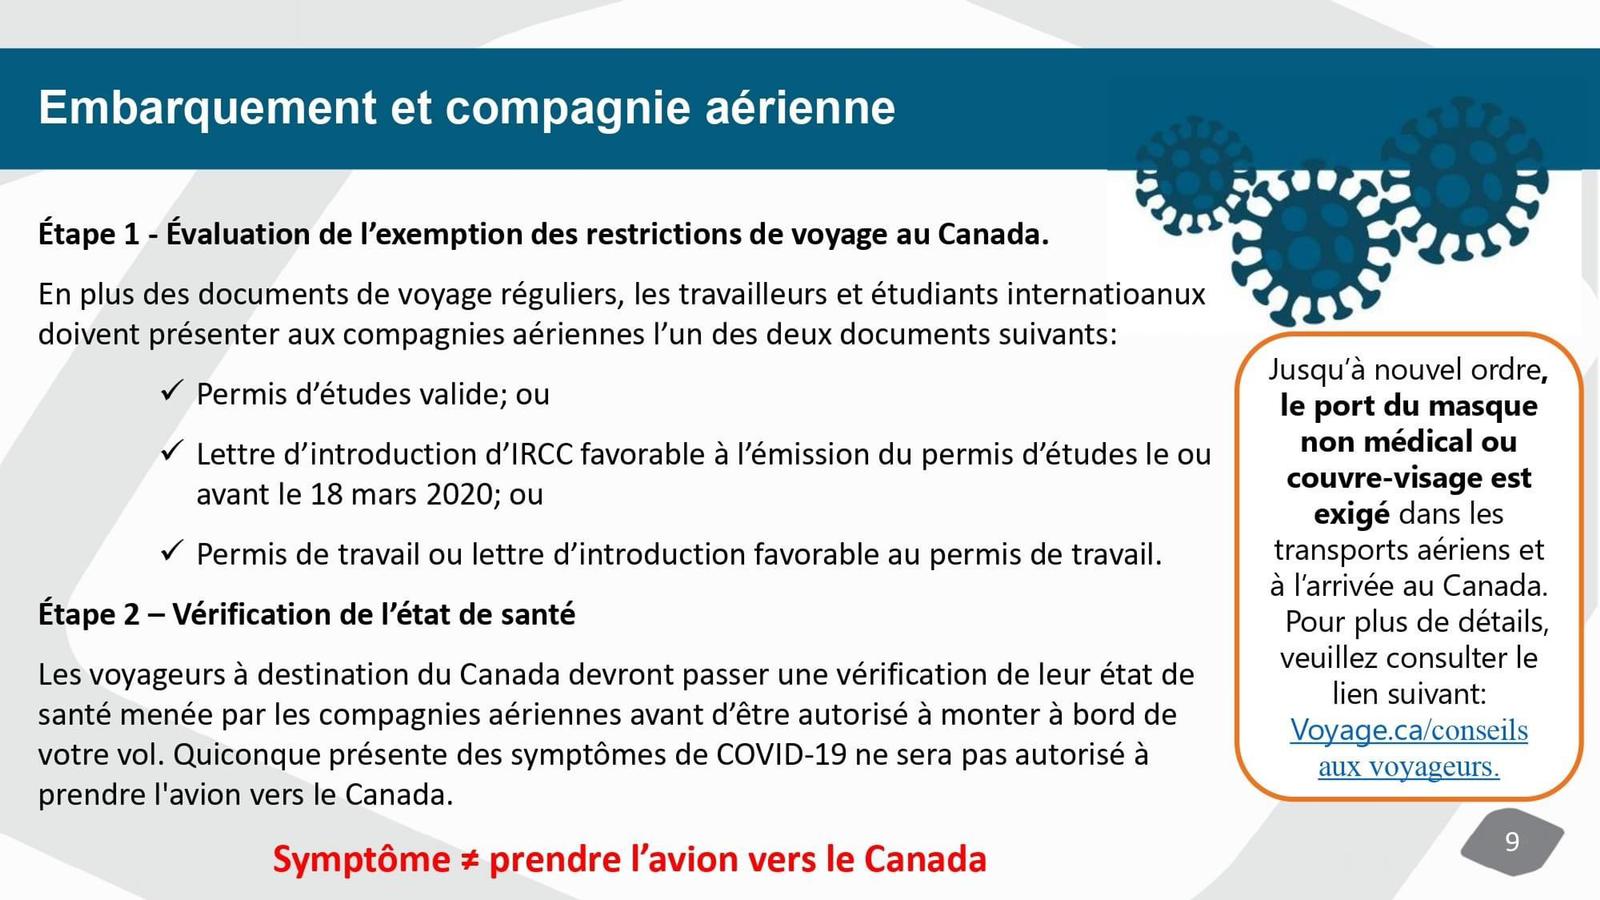 Embarquement et compagnie aérienne
Étape 1 - Évaluation de l’exemption des restrictions de voyage au Canada.
En plus des documents de voyage réguliers, les travailleurs et étudiants internatioanux
doivent présenter aux compagnies aériennes l’un des deux documents suivants:
✓ Permis d’études valide; ou
✓ Lettre d’introduction d’IRCC favorable à l’émission du permis d’études le ou
avant le 18 mars 2020; ou
✓ Permis de travail ou lettre d’introduction favorable au permis de travail.
Étape 2 – Vérification de l’état de santé
Les voyageurs à destination du Canada devront passer une vérification de leur état de
santé menée par les compagnies aériennes avant d’être autorisé à monter à bord de
votre vol. Quiconque présente des symptômes de COVID-19 ne sera pas autorisé à
prendre l'avion vers le Canada.
Symptôme ≠ prendre l’avion vers le Canada
Jusqu’à nouvel ordre,
le port du masque
non médical ou
couvre-visage est
exigé dans les
transports aériens et
à l’arrivée au Canada.
Pour plus de détails,
veuillez consulter le
lien suivant:
Voyage.ca/conseils
aux voyageurs.
9